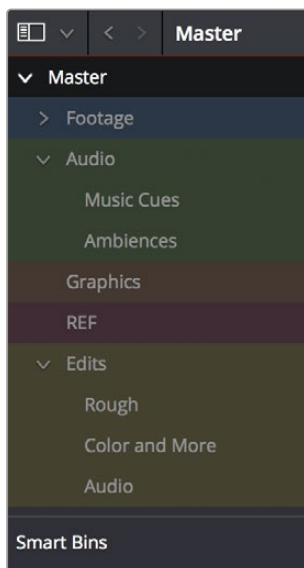 Master
Master
Footage
Audio
Music Cues
Ambiences
Graphics
REF
Edits
Rough
Color and More
Audio
Smart Bins